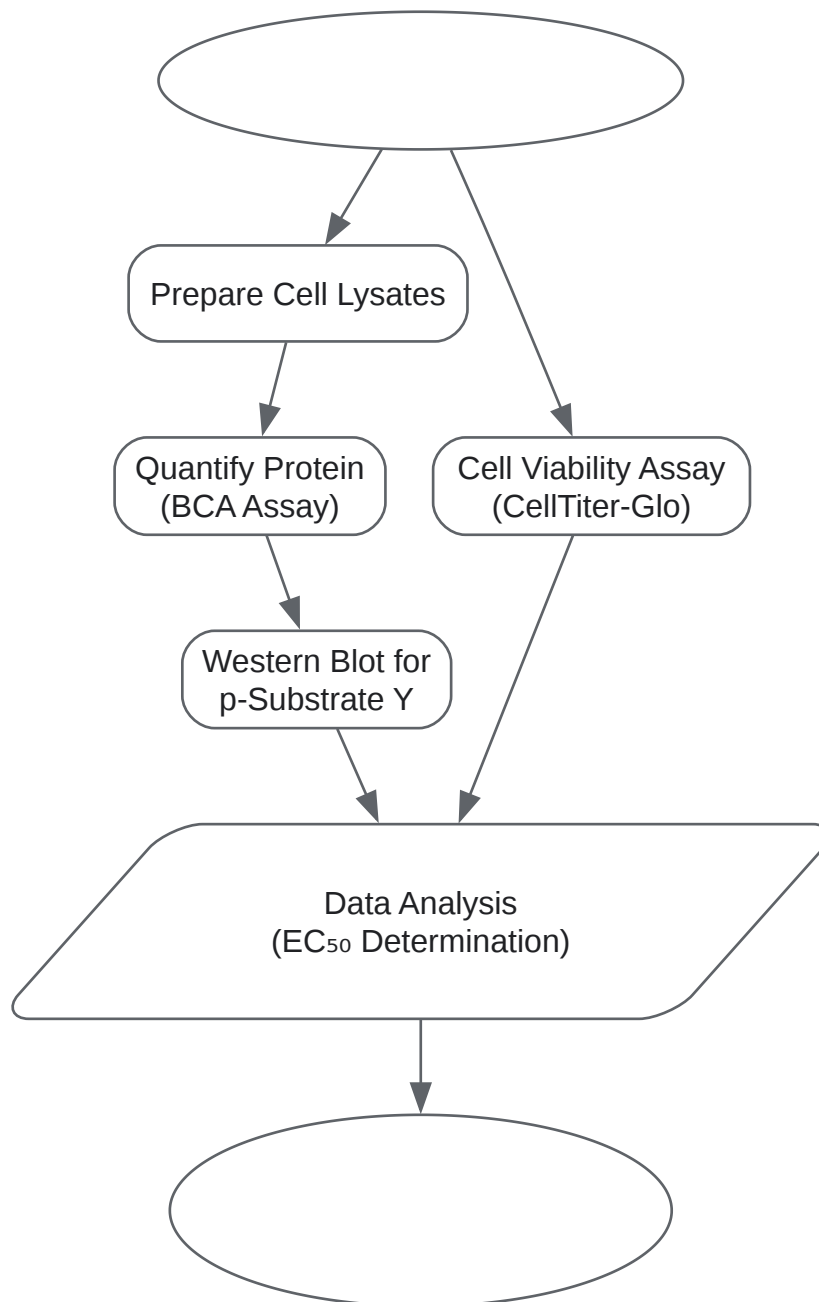 Prepare Cell Lysates
Quantify Protein
(BCA Assay)
Cell Viability Assay
(CellTiter-Glo)
Western Blot for
p-Substrate Y
Data Analysis
(EC₅₀ Determination)